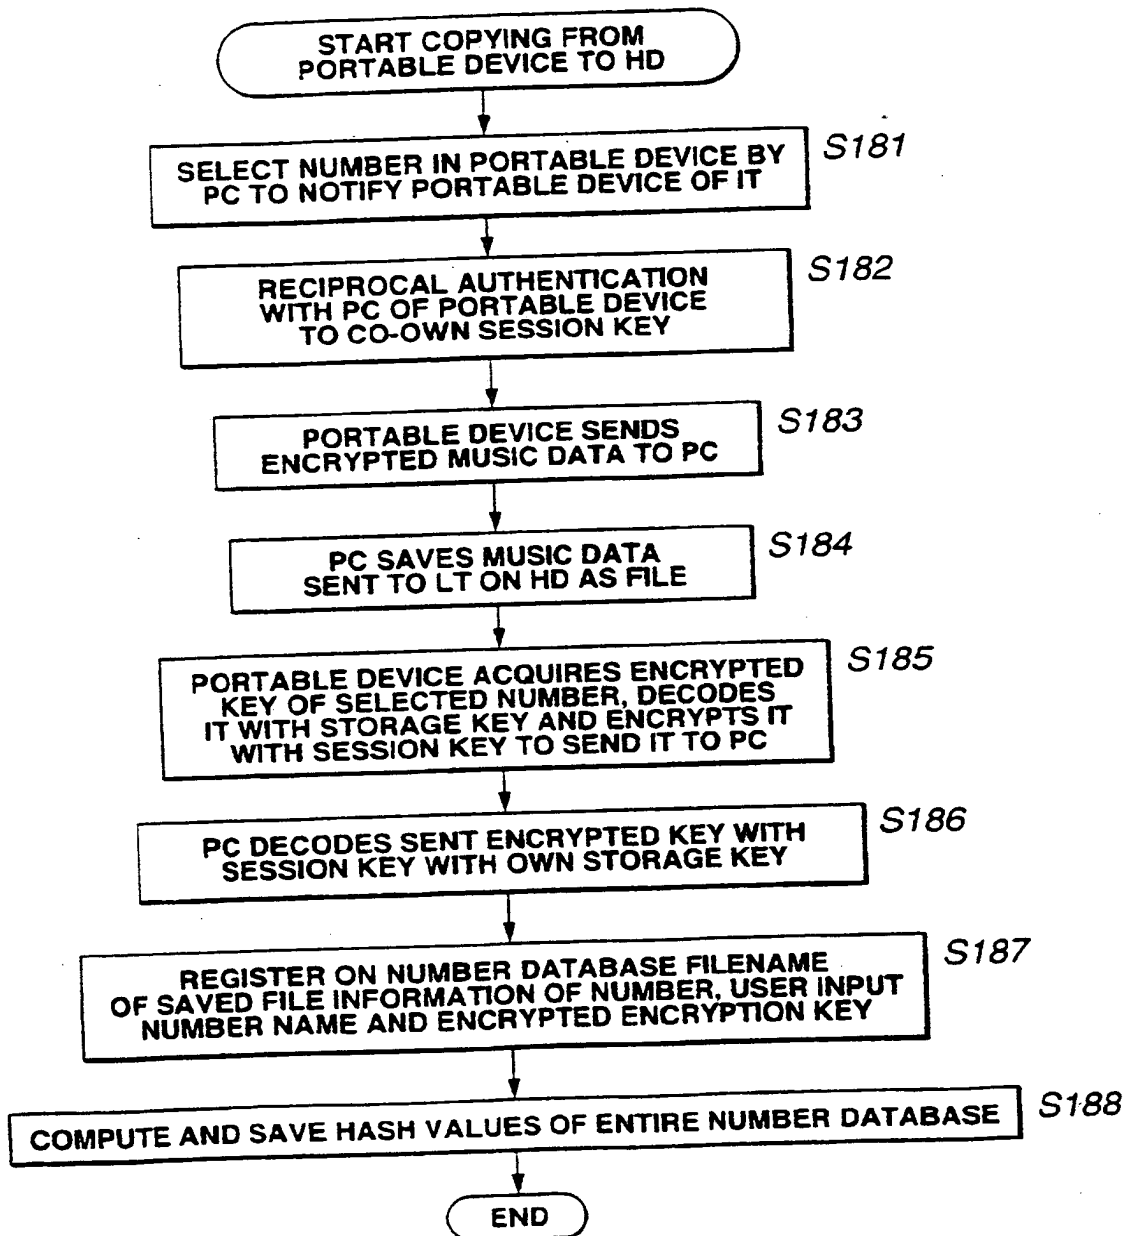 START COPYING FROM
PORTABLE DEVICE TO HD
S181
SELECT NUMBER IN PORTABLE DEVICE BY
PC TO NOTIFY PORTABLE DEVICE OF IT
S182
RECIPROCAL AUTHENTICATION
WITH PC OF PORTABLE DEVICE
TO CO-OWN SESSION KEY
S183
PORTABLE DEVICE SENDS
ENCRYPTED MUSIC DATA TO PC
S184
PC SAVES MUSIC DATA
SENT TO LT ON HD AS FILE
S185
PORTABLE DEVICE ACQUIRES ENCRYPTED
KEY OF SELECTED NUMBER, DECODES
IT WITH STORAGE KEY AND ENCRYPTS IT
WITH SESSION KEY TO SEND IT TO PC
S186
PC DECODES SENT ENCRYPTED KEY WITH
SESSION KEY WITH OWN STORAGE KEY
S187
REGISTER ON NUMBER DATABASE FILENAME
OF SAVED FILE INFORMATION OF NUMBER, USER INPUT
NUMBER NAME AND ENCRYPTED ENCRYPTION KEY
S188
COMPUTE AND SAVE HASH VALUES OF ENTIRE NUMBER DATABASE
END